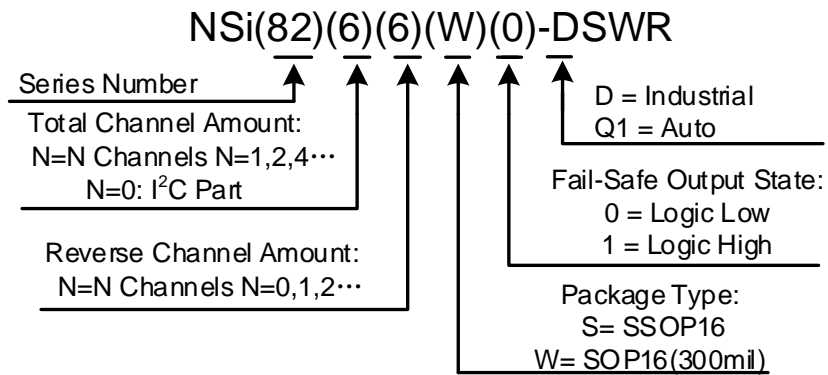 NSi(82)(6)(6)(W)(0)-DSWR
Series Number
Total Channel Amount:
N=N Channels N=1,2,4⋯
N=0: I²C Part
Reverse Channel Amount:
N=N Channels N=0,1,2⋯
D = Industrial
Q1 = Auto
Fail-Safe Output State:
0 = Logic Low
1 = Logic High
Package Type:
S= SSOP16
W= SOP16(300mil)